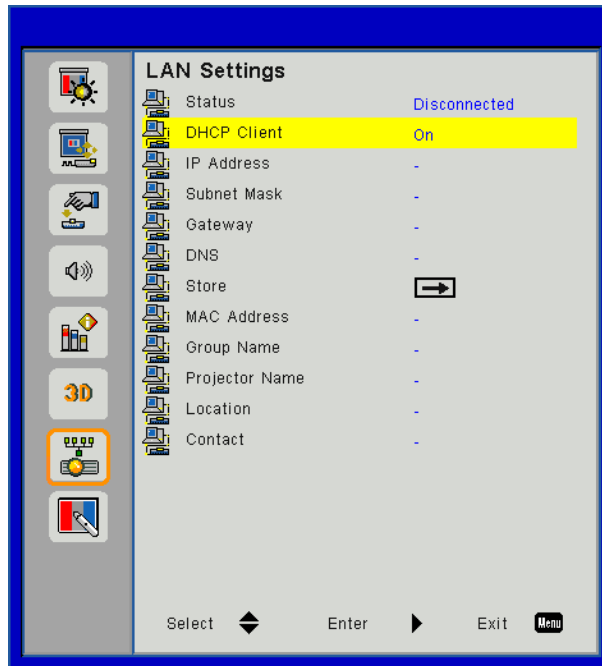 LAN Settings
Status Disconnected
DHCP Client On
IP Address -
Subnet Mask -
Gateway -
DNS -
Store
MAC Address -
Group Name -
Projector Name -
Location -
Contact -
3D
Select Enter Exit Menu